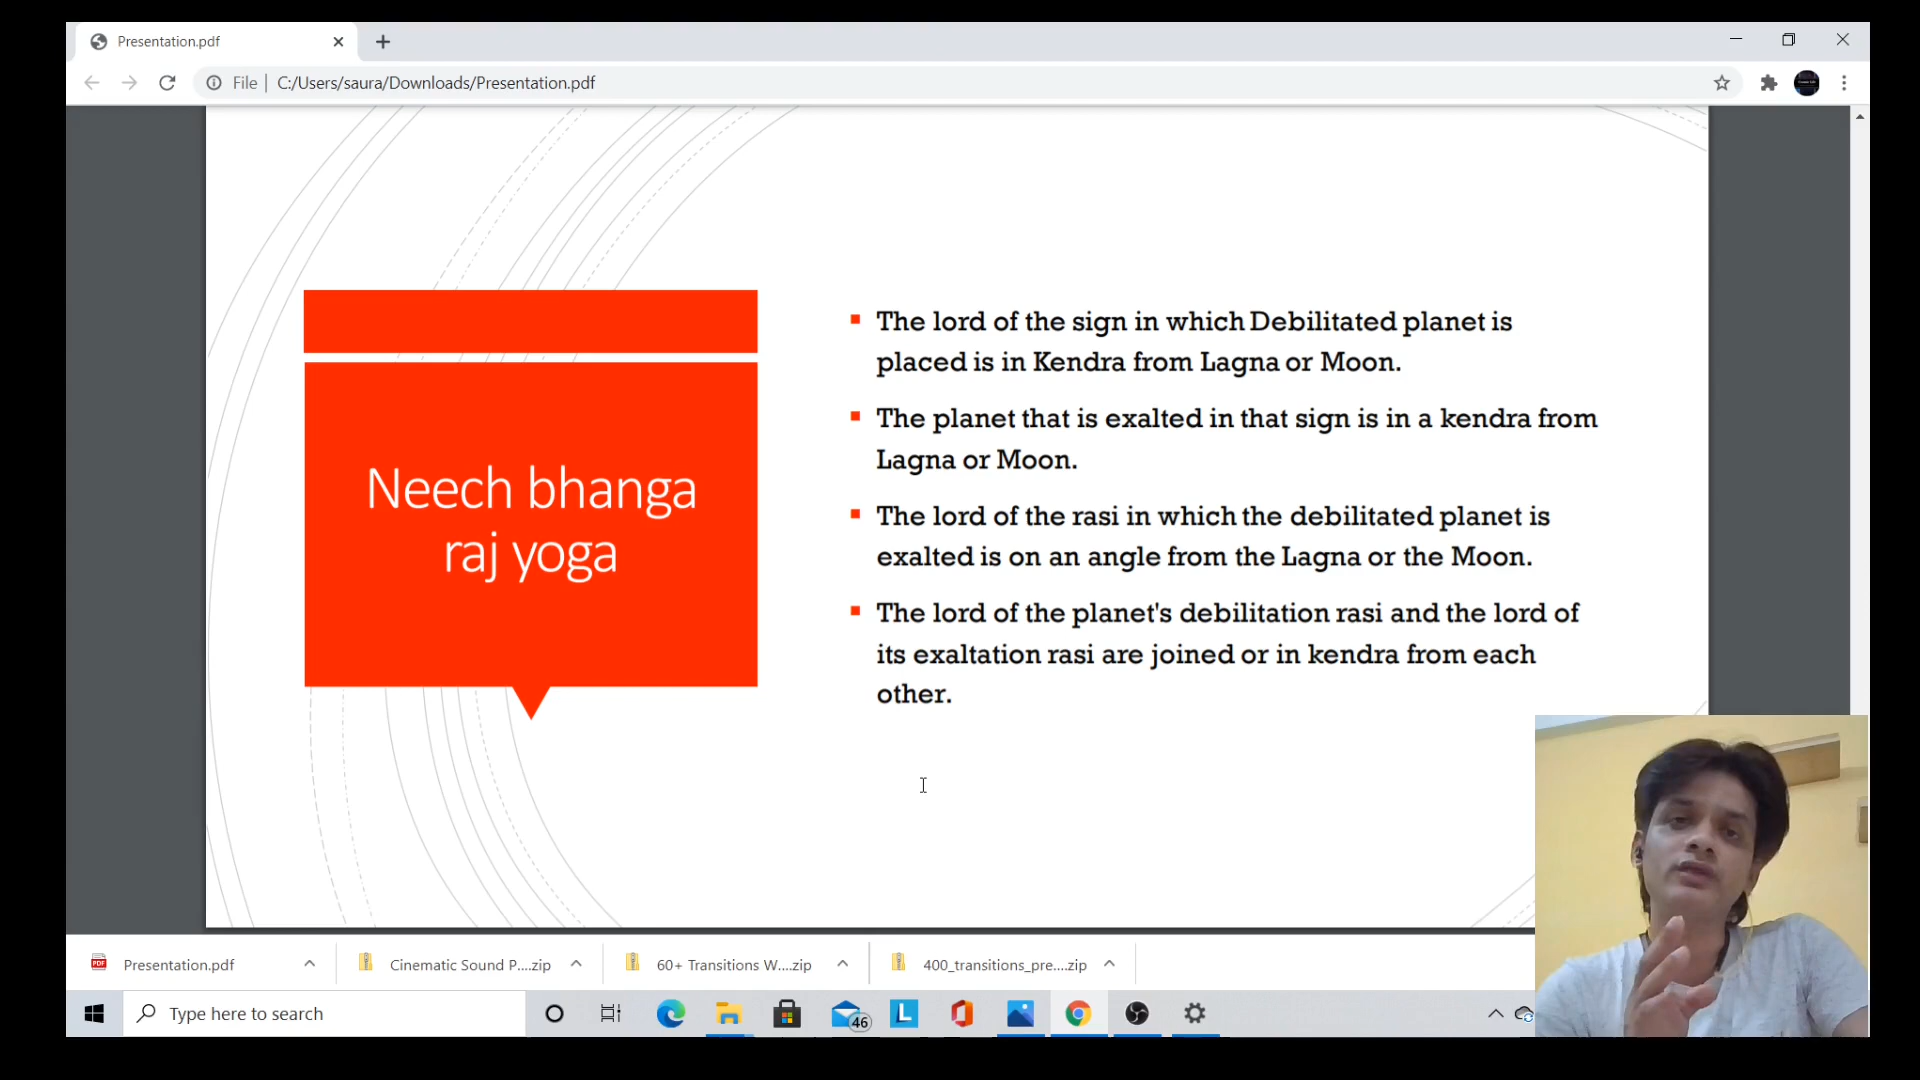 Presentation.pdf
File | C:/Users/saura/Downloads/Presentation.pdf
Neech bhanga
raj yoga
The lord of the sign in which Debilitated planet is
placed is in Kendra from Lagna or Moon.
The planet that is exalted in that sign is in a kendra from
Lagna or Moon.
The lord of the rasi in which the debilitated planet is
exalted is on an angle from the Lagna or the Moon.
The lord of the planet's debilitation rasi and the lord of
its exaltation rasi are joined or in kendra from each
other.
PDF
Presentation.pdf
Cinematic Sound P....zip
60+ Transitions W....zip
400_transitions_pre....zip
Type here to search
46
L